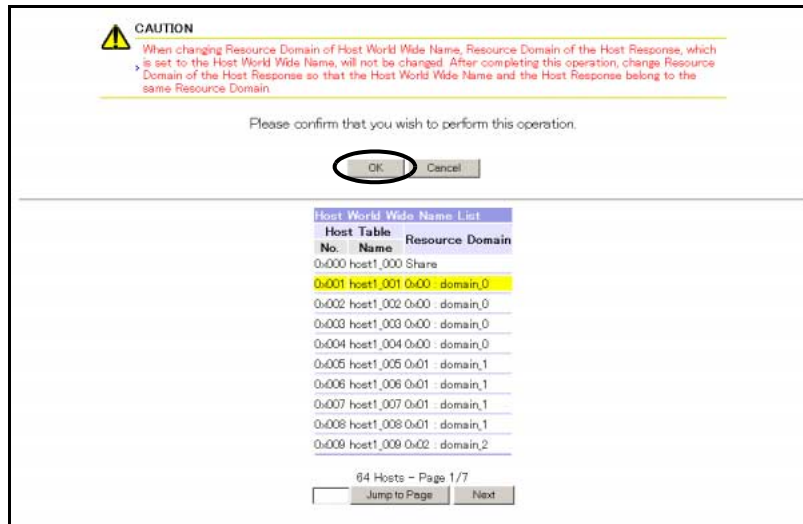 CAUTION
When changing Resource Domain of Host World Wide Name, Resource Domain of the Host Response, which
is set to the Host World Wide Name, will not be changed. After completing this operation, change Resource
Domain of the Host Response so that the Host World Wide Name and the Host Response belong to the
same Resource Domain.
Please confirm that you wish to perform this operation.
OK Cancel
Host World Wide Name List
Host Table Resource Domain
No. Name
0x000 host1_000 Share
0x001 host1_001 0x00 : domain_0
0x002 host1_002 0x00 : domain_0
0x003 host1_003 0x00 : domain_0
0x004 host1_004 0x00 : domain_0
0x005 host1_005 0x01 : domain_1
0x006 host1_006 0x01 : domain_1
0x007 host1_007 0x01 : domain_1
0x008 host1_008 0x01 : domain_1
0x009 host1_009 0x02 : domain_2
64 Hosts - Page 1/7
Jump to Page Next